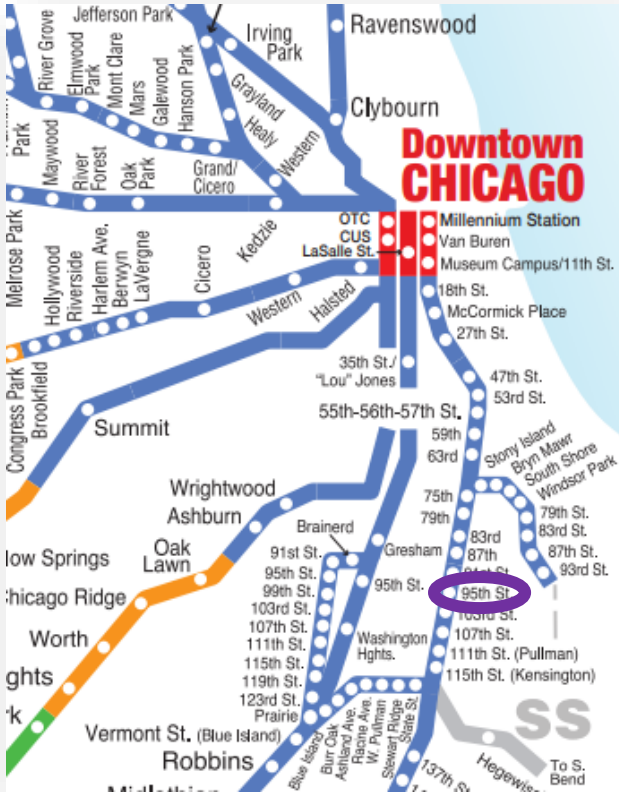 Jefferson Park
Irving
Park
Ravenswood
River Grove
Elmwood
Park
Mont Clare
Mars
Galewood
Hanson Park
Grayland
Healy
Clybourn
Park
Maywood
River
Forest
Oak
Park
Grand/
Cicero
Western
Downtown
CHICAGO
OTC
CUS
LaSalle St.
Millennium Station
Van Buren
Museum Campus/11th St.
Melrose Park
Hollywood
Riverside
Harlem Ave.
Berwyn
LaVergne
Cicero
Kedzie
Western
Halsted
18th St.
McCormick Place
27th St.
Congress Park
Brookfield
Summit
35th St./
"Lou" Jones
47th St.
53rd St.
55th-56th-57th-St.
59th
63rd
Stony Island
Bryn Mawr
South Shore
Windsor Park
75th
79th
79th St.
83rd St.
87th St.
93rd St.
Wrightwood
Ashburn
Oak
Lawn
Brainerd
Gresham
83rd
87th
91st St.
95th St.
103rd St.
107th St.
111th St. (Pullman)
115th St. (Kensington)
91st St.
95th St.
99th St.
103rd St.
107th St.
111th St.
115th St.
119th St.
123rd St.
Prairie
95th St.
Washington
Hghts.
low Springs
Chicago Ridge
Worth
ghts
rk
Vermont St. (Blue Island)
Robbins
Midlothian
Blue Island
Burr Oak
Ashland Ave.
Racine Ave.
W. Pullman
Stewart Ridge
State St.
SS
Hegewisc
To S.
Bend
137th St.